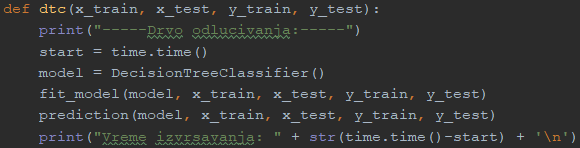 def dtc(x_train, x_test, y_train, y_test):
print("-----Drvo odlucivanja:-----")
start = time.time()
model = DecisionTreeClassifier()
fit_model(model, x_train, x_test, y_train, y_test)
prediction(model, x_train, x_test, y_train, y_test)
print("Vreme izvrsavanja: " + str(time.time()-start) + '\n')